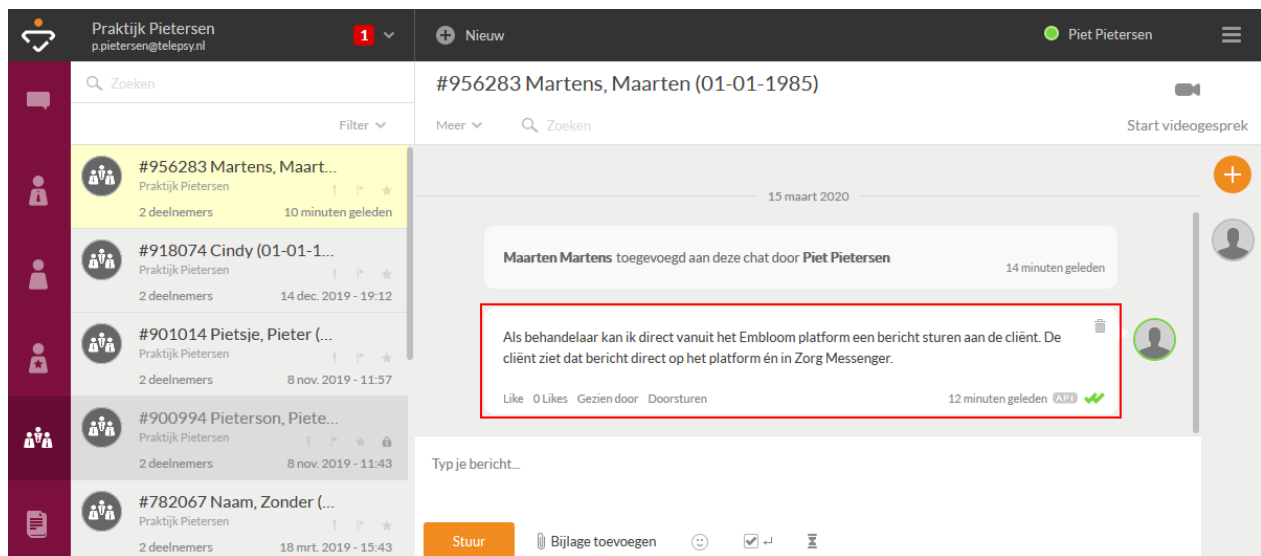 Praktijk Pietersen
p.pietersen@telepsy.nl
1
Nieuw
Piet Pietersen
Zoeken
Filter
#956283 Martens, Maart...
Praktijk Pietersen
2 deelnemers 10 minuten geleden
#918074 Cindy (01-01-1...
Praktijk Pietersen
2 deelnemers 14 dec. 2019 - 19:12
#901014 Pietsje, Pieter (...
Praktijk Pietersen
2 deelnemers 8 nov. 2019 - 11:57
#900994 Pieterson, Piete...
Praktijk Pietersen
2 deelnemers 8 nov. 2019 - 11:43
#782067 Naam, Zonder (...
Praktijk Pietersen
2 deelnemers 18 mrt. 2019 - 15:43
#956283 Martens, Maarten (01-01-1985)
Meer Zoeken
Start videogesprek
15 maart 2020
Maarten Martens toegevoegd aan deze chat door Piet Pietersen
14 minuten geleden
Als behandelaar kan ik direct vanuit het Embloom platform een bericht sturen aan de cliënt. De
cliënt ziet dat bericht direct op het platform én in Zorg Messenger.
Like 0 Likes Gezien door Doorsturen 12 minuten geleden API
Typ je bericht...
Stuur Bijlage toevoegen